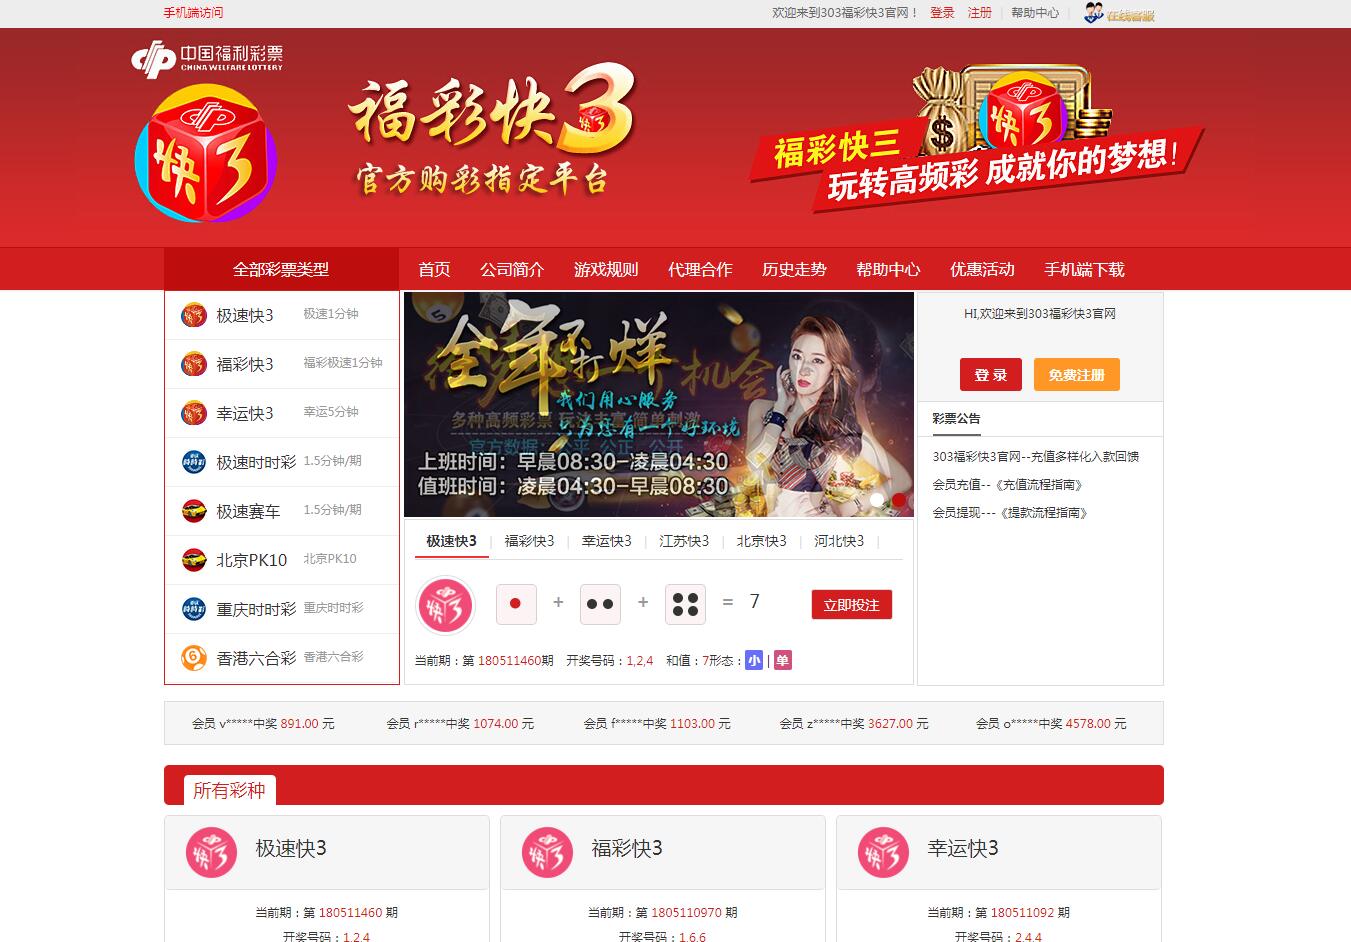 手机端访问
欢迎来到303福彩快3官网！ 登录 注册 | 帮助中心 | 在线客服
中国福利彩票
CHINA WELFARE LOTTERY
快3
福彩快3
官方购彩指定平台
快3
福彩快三
玩转高频彩 成就你的梦想!
全部彩票类型 首页 公司简介 游戏规则 代理合作 历史走势 帮助中心 优惠活动 手机端下载
极速快3 极速1分钟
福彩快3 福彩极速1分钟
幸运快3 幸运5分钟
极速时时彩 1.5分钟/期
极速赛车 1.5分钟/期
北京PK10 北京PK10
重庆时时彩 重庆时时彩
香港六合彩 香港六合彩
全年不打烊
我们用心服务
多种高频彩票 玩法丰富 简单刺激
只为您有一个好环境
官方数据：公平 公正 公开
上班时间：早晨08:30-凌晨04:30
值班时间：凌晨04:30-早晨08:30
HI,欢迎来到303福彩快3官网
登 录 免费注册
彩票公告
303福彩快3官网--充值多样化入款回馈
会员充值--《充值流程指南》
会员提现---《提款流程指南》
极速快3 | 福彩快3 | 幸运快3 | 江苏快3 | 北京快3 | 河北快3 |
快3 + + = 7 立即投注
当前期：第 180511460期 开奖号码：1,2,4 和值：7形态：小 | 单
会员 v*****中奖 891.00 元 会员 r*****中奖 1074.00 元 会员 f*****中奖 1103.00 元 会员 z*****中奖 3627.00 元 会员 o*****中奖 4578.00 元
所有彩种
快3 极速快3 快3 福彩快3 快3 幸运快3
当前期：第 180511460 期 当前期：第 1805110970 期 当前期：第 180511092 期
开奖号码：1,2,4 开奖号码：1,6,6 开奖号码：2,4,4